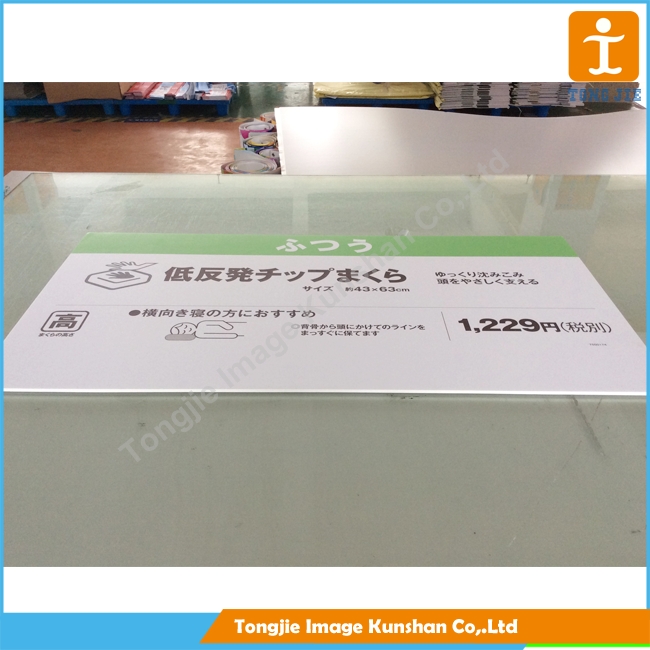 TONG JIE
ふつう
低反発チップまくら
サイズ 約43×63cm
ゆっくり沈みこみ
頭をやさしく支える
高
まくらの高さ
●横向き寝の方におすすめ
○背骨から頭にかけてのラインを
まっすぐに保てます
1,229円(税別)
Tongjie Image Kunshan Co,.Ltd
Tongjie Image Kunshan Co,.Ltd